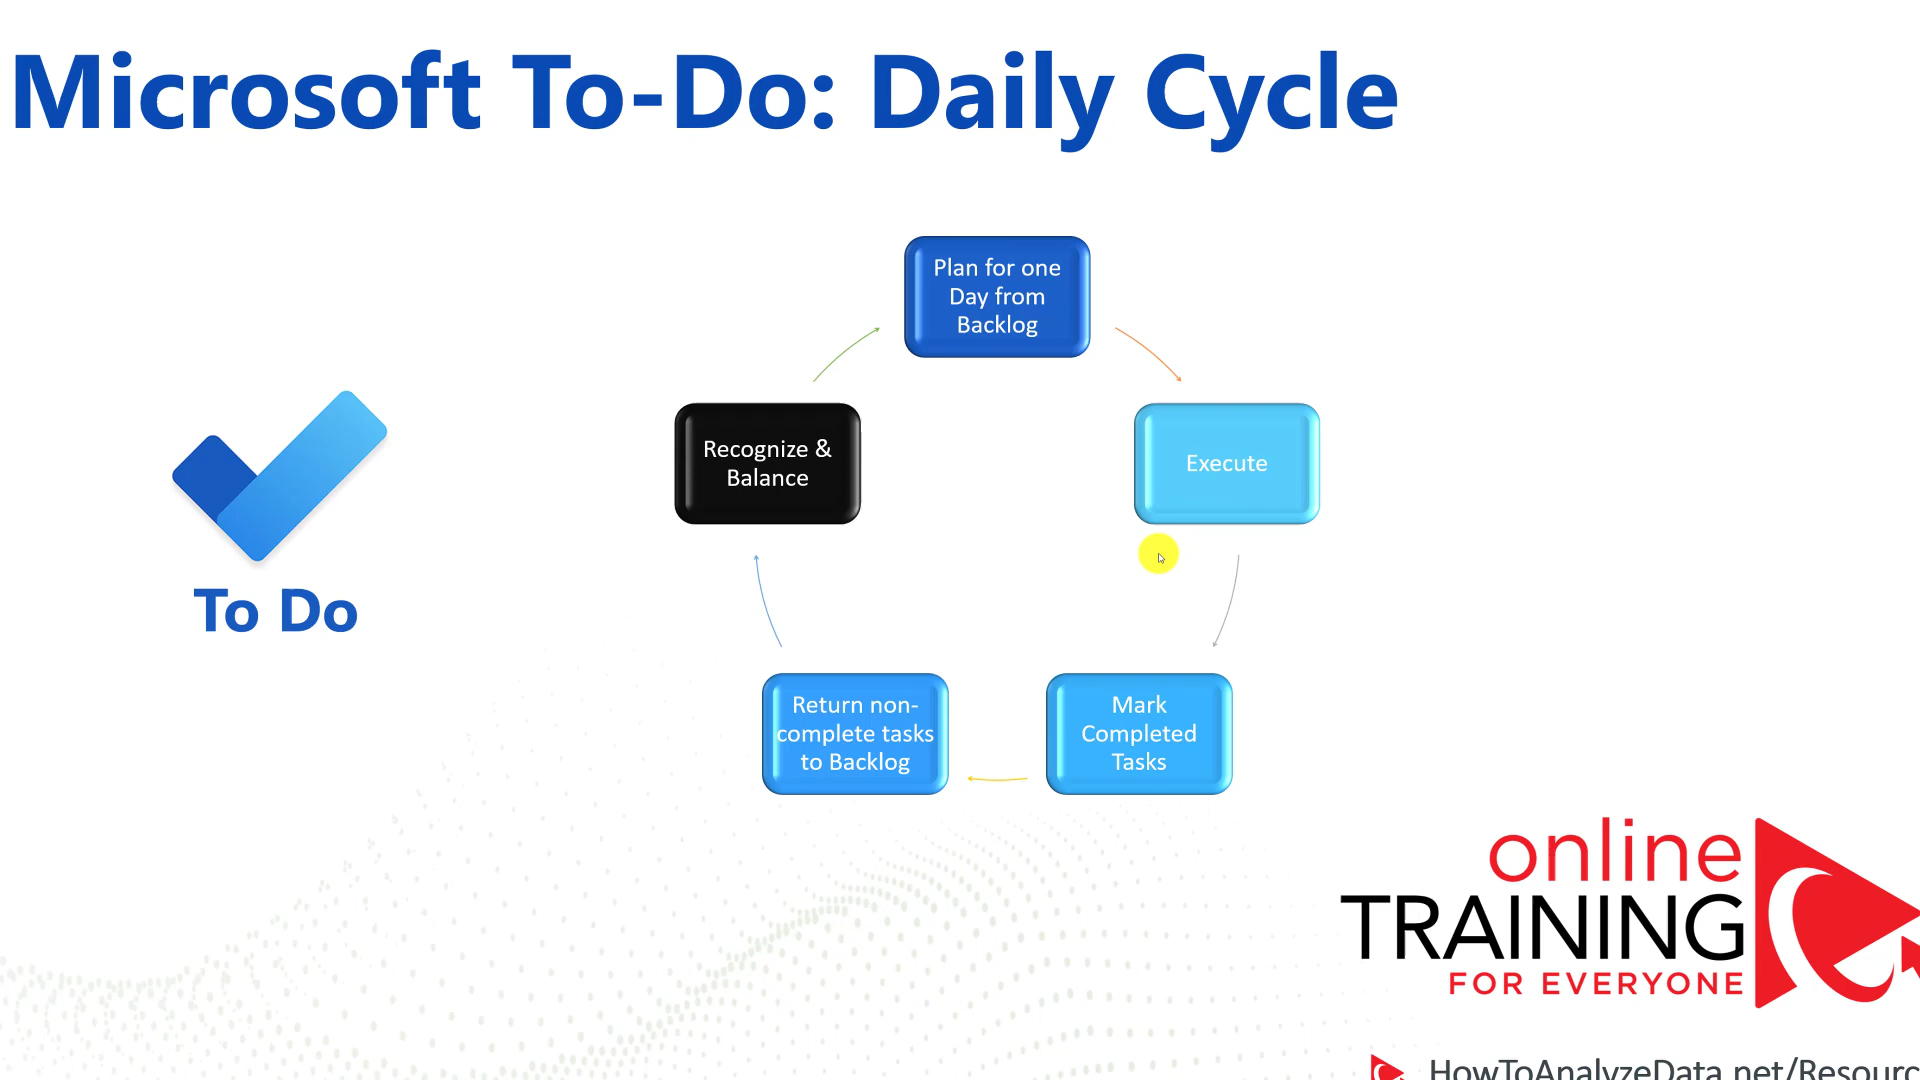 Microsoft To-Do: Daily Cycle
Plan for one
Day from
Backlog
Recognize &
Balance
Execute
To Do
Return non-
complete tasks
to Backlog
Mark
Completed
Tasks
online
TRAINING
FOR EVERYONE
HowToAnalyzeData.net/Resourc